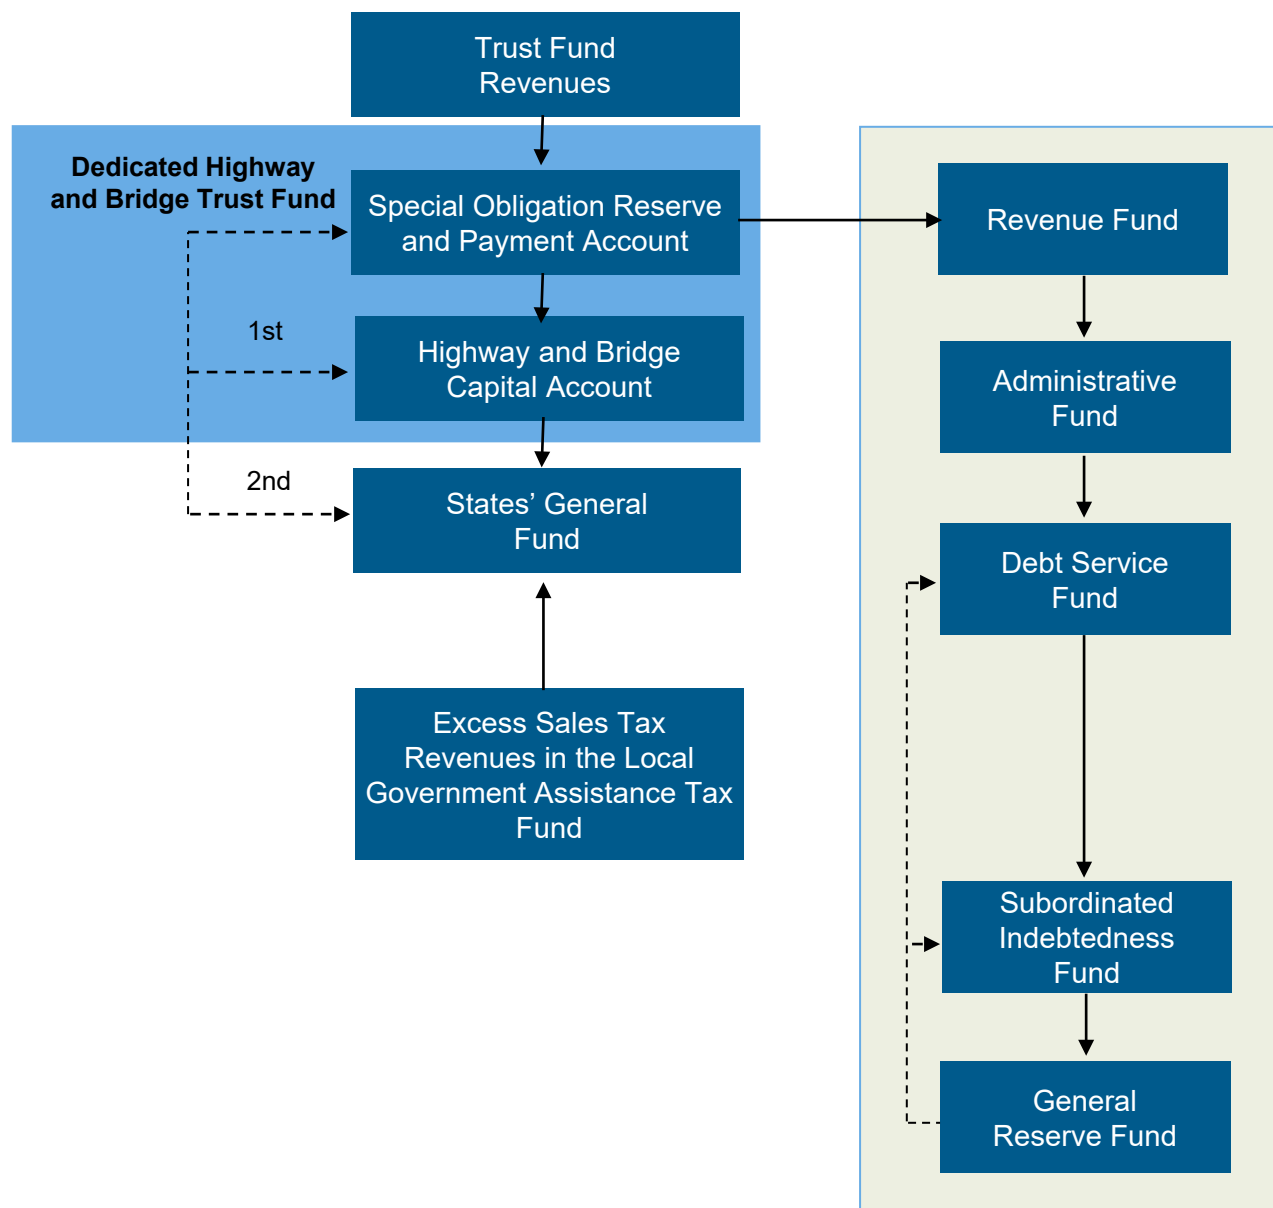 Trust Fund
Revenues
Dedicated Highway
and Bridge Trust Fund
Special Obligation Reserve
and Payment Account
1st
Highway and Bridge
Capital Account
2nd
States’ General
Fund
Excess Sales Tax
Revenues in the Local
Government Assistance Tax
Fund
Revenue Fund
Administrative
Fund
Debt Service
Fund
Subordinated
Indebtedness
Fund
General
Reserve Fund